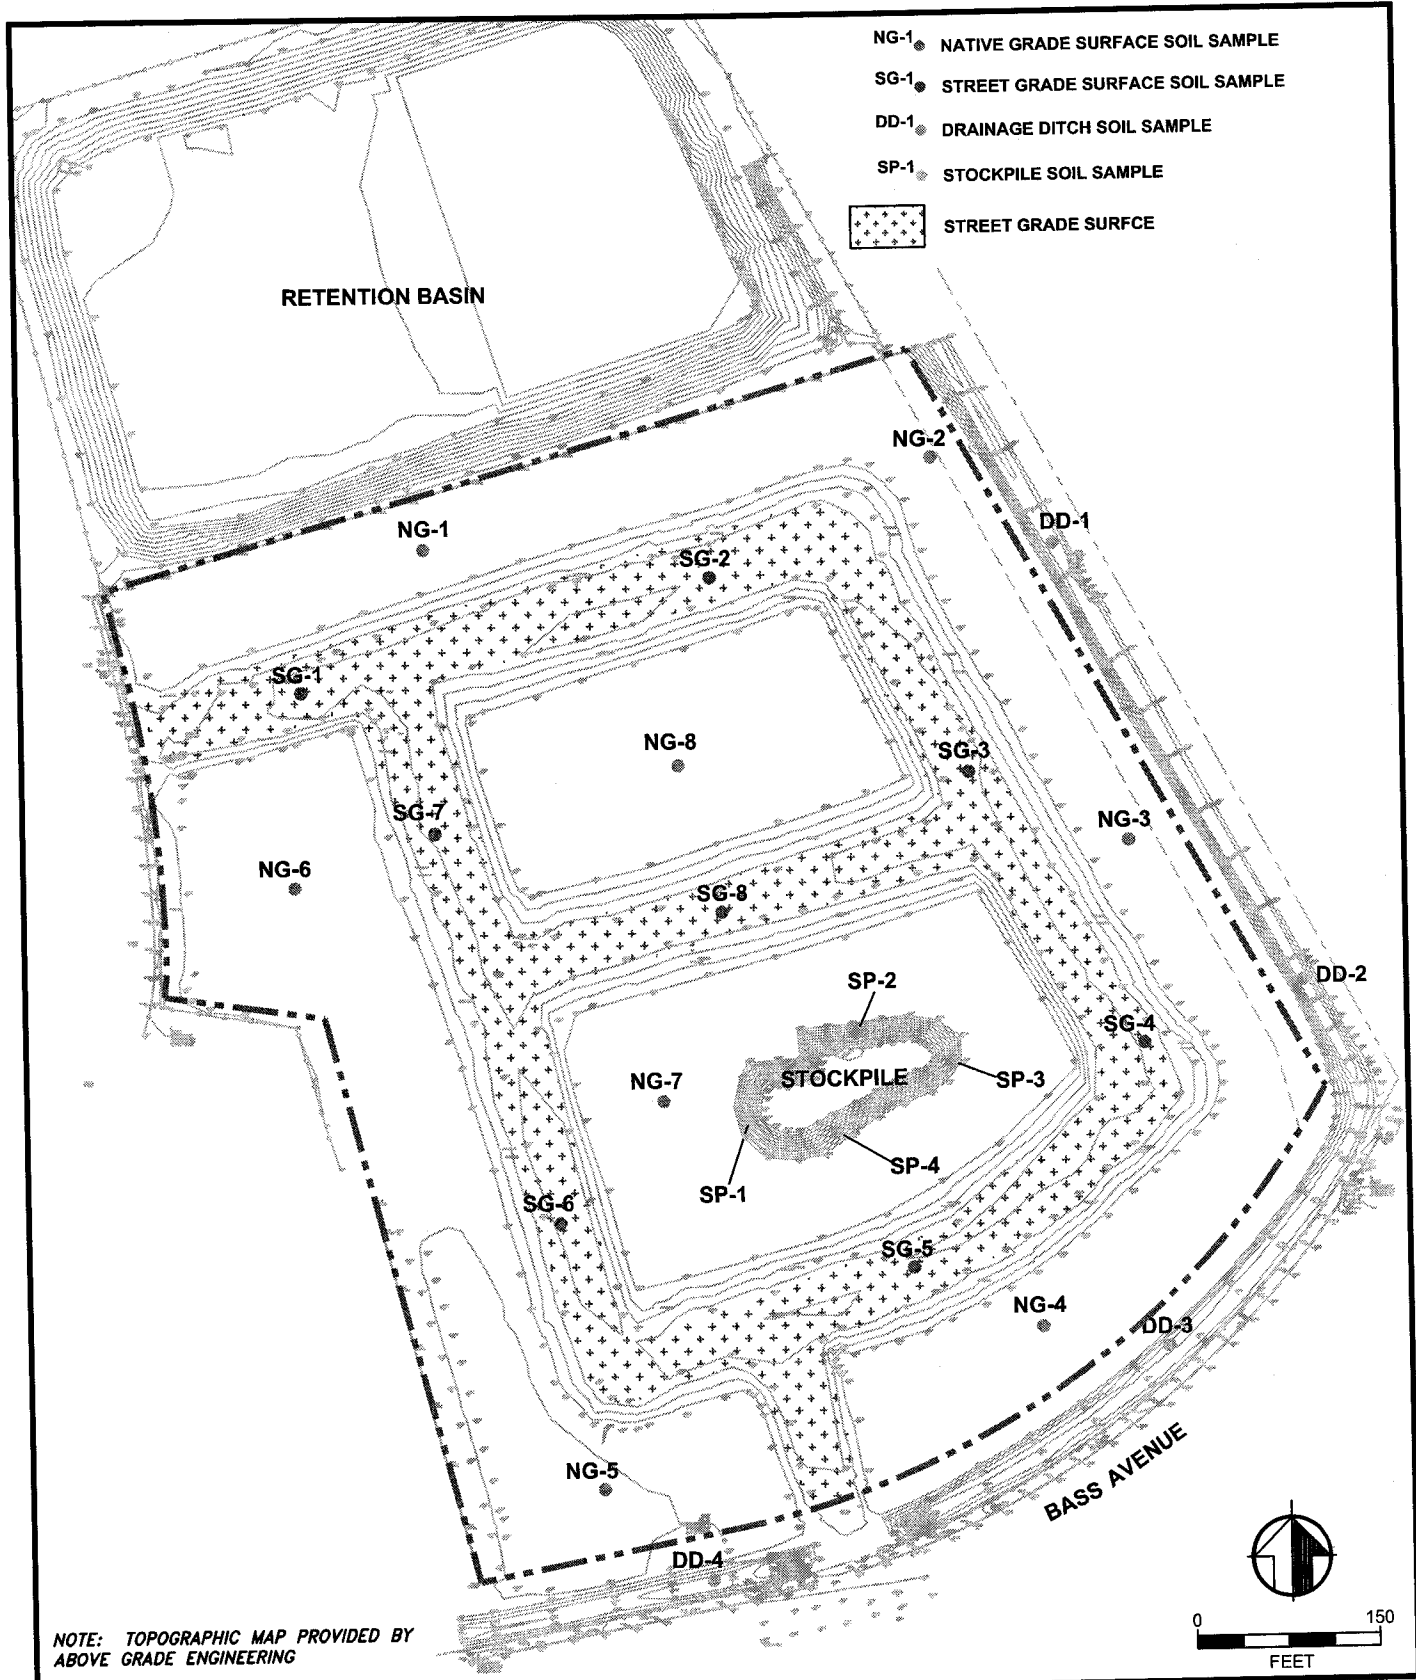 NG-1 NATIVE GRADE SURFACE SOIL SAMPLE
SG-1 STREET GRADE SURFACE SOIL SAMPLE
DD-1 DRAINAGE DITCH SOIL SAMPLE
SP-1 STOCKPILE SOIL SAMPLE
STREET GRADE SURFCE
RETENTION BASIN
NG-2
DD-1
NG-1
SG-2
SG-1
NG-8
SG-3
SG-7
NG-3
NG-6
SG-8
DD-2
SP-2
SG-4
NG-7
STOCKPILE
SP-3
SP-4
SP-1
SG-6
SG-5
NG-4
DD-3
NG-5
BASS AVENUE
DD-4
0 150
FEET
NOTE: TOPOGRAPHIC MAP PROVIDED BY
ABOVE GRADE ENGINEERING